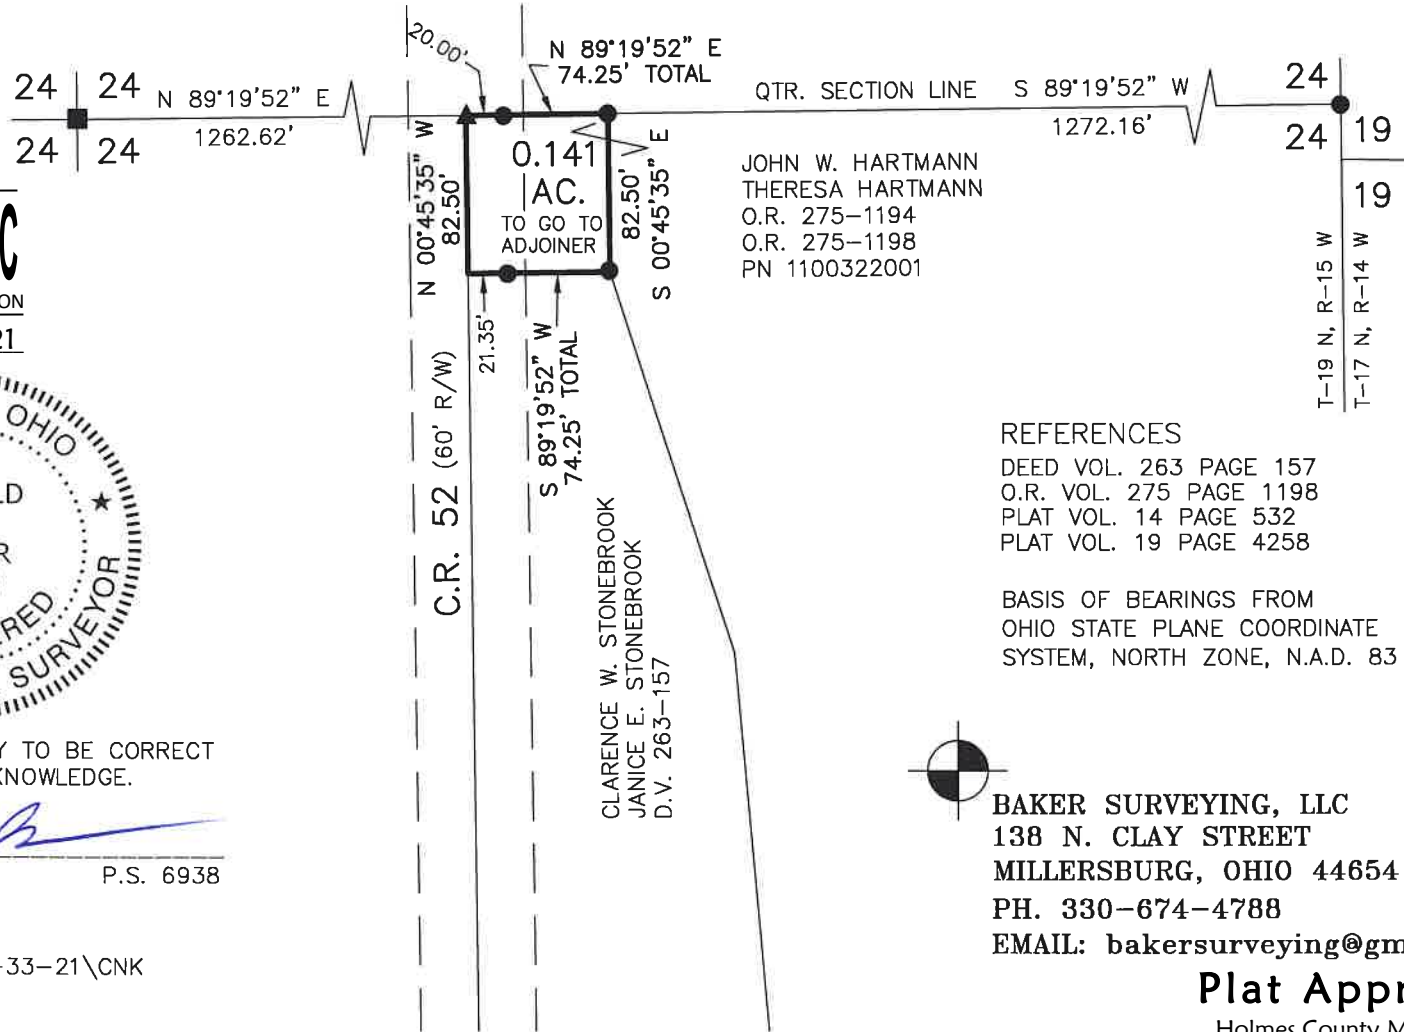 20.00'
N 89°19'52" E
74.25' TOTAL
24
24
N 89°19'52" E
1262.62'
24
24
QTR. SECTION LINE
S 89°19'52" W
1272.16'
24
24
19
19
N 00°45'35" W
82.50'
0.141
AC.
TO GO TO
ADJOINER
82.50'
S 00°45'35" E
JOHN W. HARTMANN
THERESA HARTMANN
O.R. 275-1194
O.R. 275-1198
PN 1100322001
T-19 N, R-15 W
T-17 N, R-14 W
C
ON
21
21.35'
S 89°19'52" W
74.25' TOTAL
C.R. 52 (60' R/W)
OHIO
LD
R
RED
SURVEYOR
CLARENCE W. STONEBROOK
JANICE E. STONEBROOK
D.V. 263-157
REFERENCES
DEED VOL. 263 PAGE 157
O.R. VOL. 275 PAGE 1198
PLAT VOL. 14 PAGE 532
PLAT VOL. 19 PAGE 4258
BASIS OF BEARINGS FROM
OHIO STATE PLANE COORDINATE
SYSTEM, NORTH ZONE, N.A.D. 83
Y TO BE CORRECT
KNOWLEDGE.
P.S. 6938
-33-21\CNK
BAKER SURVEYING, LLC
138 N. CLAY STREET
MILLERSBURG, OHIO 44654
PH. 330-674-4788
EMAIL: bakersurveying@gm
Plat Appr
Holmes County M